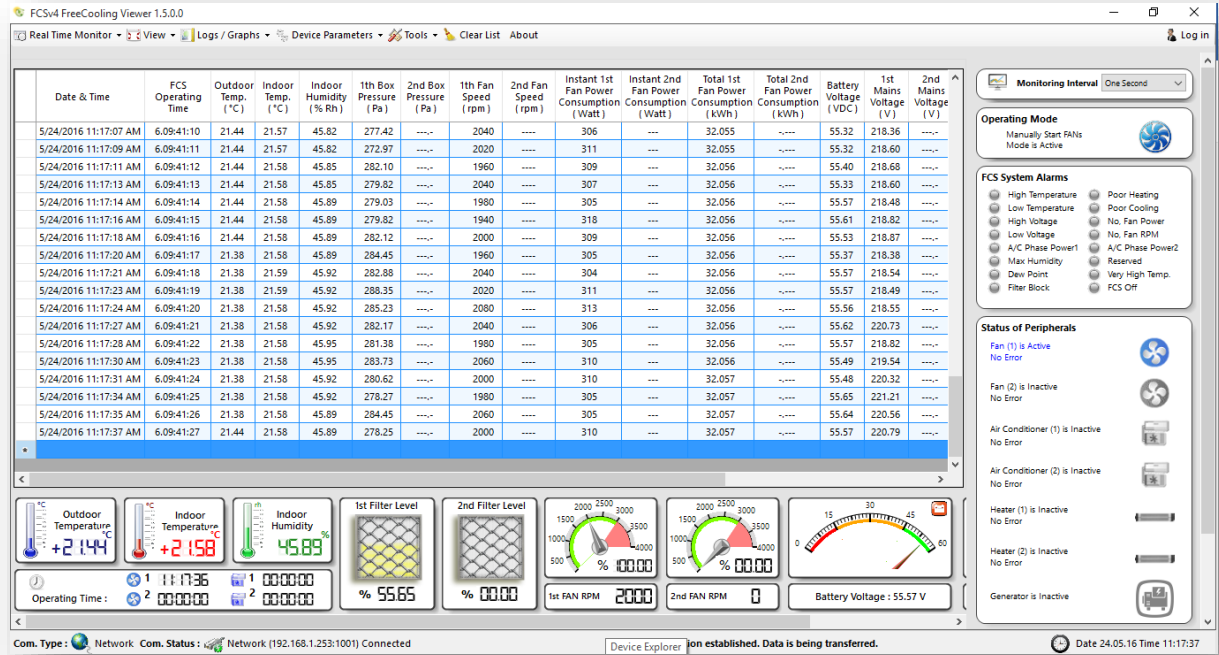 FCSv4 FreeCooling Viewer 1.5.0.0
Real Time Monitor View Logs / Graphs Device Parameters Tools Clear List About Log in
Date & Time FCS Operating Time Outdoor Temp. (°C) Indoor Temp. (°C) Indoor Humidity (% Rh) 1th Box Pressure (Pa) 2nd Box Pressure (Pa) 1th Fan Speed (rpm) 2nd Fan Speed (rpm) Instant 1st Fan Power Consumption (Watt) Instant 2nd Fan Power Consumption (Watt) Total 1st Fan Power Consumption (kWh) Total 2nd Fan Power Consumption (kWh) Battery Voltage (VDC) 1st Mains Voltage (V) 2nd Mains Voltage (V)
5/24/2016 11:17:07 AM 6.09:41:10 21.44 21.57 45.82 277.42 ---,- 2040 ---- 306 --- 32.055 -,--- 55.32 218.36 ---,-
5/24/2016 11:17:09 AM 6.09:41:11 21.44 21.57 45.82 272.97 ---,- 2020 ---- 311 --- 32.055 -,--- 55.32 218.60 ---,-
5/24/2016 11:17:11 AM 6.09:41:12 21.44 21.58 45.85 282.10 ---,- 1960 ---- 309 --- 32.056 -,--- 55.40 218.68 ---,-
5/24/2016 11:17:13 AM 6.09:41:13 21.44 21.58 45.85 279.82 ---,- 2040 ---- 307 --- 32.056 -,--- 55.33 218.60 ---,-
5/24/2016 11:17:14 AM 6.09:41:14 21.44 21.58 45.89 279.03 ---,- 1980 ---- 305 --- 32.056 -,--- 55.57 218.48 ---,-
5/24/2016 11:17:16 AM 6.09:41:15 21.44 21.58 45.89 279.82 ---,- 1940 ---- 318 --- 32.056 -,--- 55.61 218.82 ---,-
5/24/2016 11:17:18 AM 6.09:41:16 21.44 21.58 45.89 282.12 ---,- 2000 ---- 309 --- 32.056 -,--- 55.53 218.87 ---,-
5/24/2016 11:17:20 AM 6.09:41:17 21.38 21.58 45.89 284.45 ---,- 1960 ---- 305 --- 32.056 -,--- 55.37 218.38 ---,-
5/24/2016 11:17:21 AM 6.09:41:18 21.38 21.59 45.92 282.88 ---,- 2040 ---- 304 --- 32.056 -,--- 55.57 218.54 ---,-
5/24/2016 11:17:23 AM 6.09:41:19 21.38 21.59 45.92 288.35 ---,- 2020 ---- 311 --- 32.056 -,--- 55.57 218.49 ---,-
5/24/2016 11:17:24 AM 6.09:41:20 21.38 21.58 45.92 285.23 ---,- 2080 ---- 313 --- 32.056 -,--- 55.56 218.55 ---,-
5/24/2016 11:17:27 AM 6.09:41:21 21.38 21.58 45.92 282.17 ---,- 2040 ---- 306 --- 32.056 -,--- 55.62 220.73 ---,-
5/24/2016 11:17:28 AM 6.09:41:22 21.38 21.58 45.95 281.38 ---,- 1980 ---- 305 --- 32.056 -,--- 55.57 218.82 ---,-
5/24/2016 11:17:30 AM 6.09:41:23 21.38 21.58 45.95 283.73 ---,- 2060 ---- 310 --- 32.056 -,--- 55.49 219.54 ---,-
5/24/2016 11:17:31 AM 6.09:41:24 21.38 21.58 45.92 280.62 ---,- 2000 ---- 310 --- 32.057 -,--- 55.48 220.32 ---,-
5/24/2016 11:17:34 AM 6.09:41:25 21.38 21.58 45.92 278.27 ---,- 1980 ---- 305 --- 32.057 -,--- 55.65 221.21 ---,-
5/24/2016 11:17:35 AM 6.09:41:26 21.38 21.58 45.89 284.45 ---,- 2060 ---- 305 --- 32.057 -,--- 55.64 220.56 ---,-
5/24/2016 11:17:37 AM 6.09:41:27 21.44 21.58 45.89 278.25 ---,- 2000 ---- 310 --- 32.057 -,--- 55.57 220.79 ---,-
Monitoring Interval One Second
Operating Mode
Manually Start FANs
Mode is Active
FCS System Alarms
High Temperature Poor Heating
Low Temperature Poor Cooling
High Voltage No, Fan Power
Low Voltage No, Fan RPM
A/C Phase Power1 A/C Phase Power2
Max Humidity Reserved
Dew Point Very High Temp.
Filter Block FCS Off
Status of Peripherals
Fan (1) is Active
No Error
Fan (2) is Inactive
No Error
Air Conditioner (1) is Inactive
No Error
Air Conditioner (2) is Inactive
No Error
Heater (1) is Inactive
No Error
Heater (2) is Inactive
No Error
Generator is Inactive
°C Outdoor Temperature °C +21.44
°C Indoor Temperature °C +21.58
rh Indoor Humidity % 45.89
Operating Time :
1 11:17:36 1 00:00:00
2 00:00:00 2 00:00:00
1st Filter Level
% 55.65
2nd Filter Level
% 00.00
500 1000 1500 2000 2500 3000 3500 4000
% 100.00
1st FAN RPM 2000
500 1000 1500 2000 2500 3000 3500 4000
% 00.00
2nd FAN RPM 0
0 15 30 45 60
Battery Voltage : 55.57 V
Com. Type : Network Com. Status : Network (192.168.1.253:1001) Connected
Device Explorer
ion established. Data is being transferred.
Date 24.05.16 Time 11:17:37